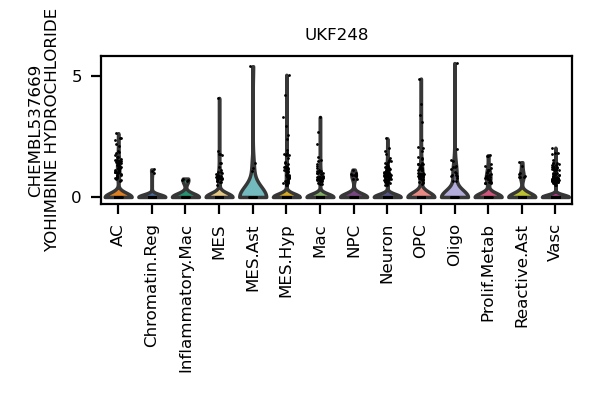 UKF248
CHEMBL537669
YOHIMBINE HYDROCHLORIDE
5
0
AC
Chromatin.Reg
Inflammatory.Mac
MES
MES.Ast
MES.Hyp
Mac
NPC
Neuron
OPC
Oligo
Prolif.Metab
Reactive.Ast
Vasc